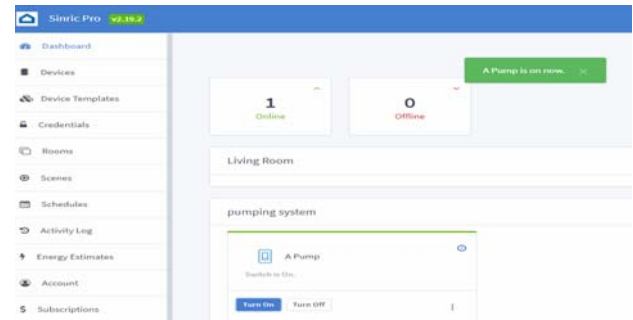 Sinric Pro v2.19.2
Dashboard
Devices
Device Templates
Credentials
Rooms
Scenes
Schedules
Activity Log
Energy Estimates
Account
$ Subscriptions
A Pump is on now. ×
1
Online
0
Offline
Living Room
pumping system
A Pump
Switch is On.
Turn On Turn Off